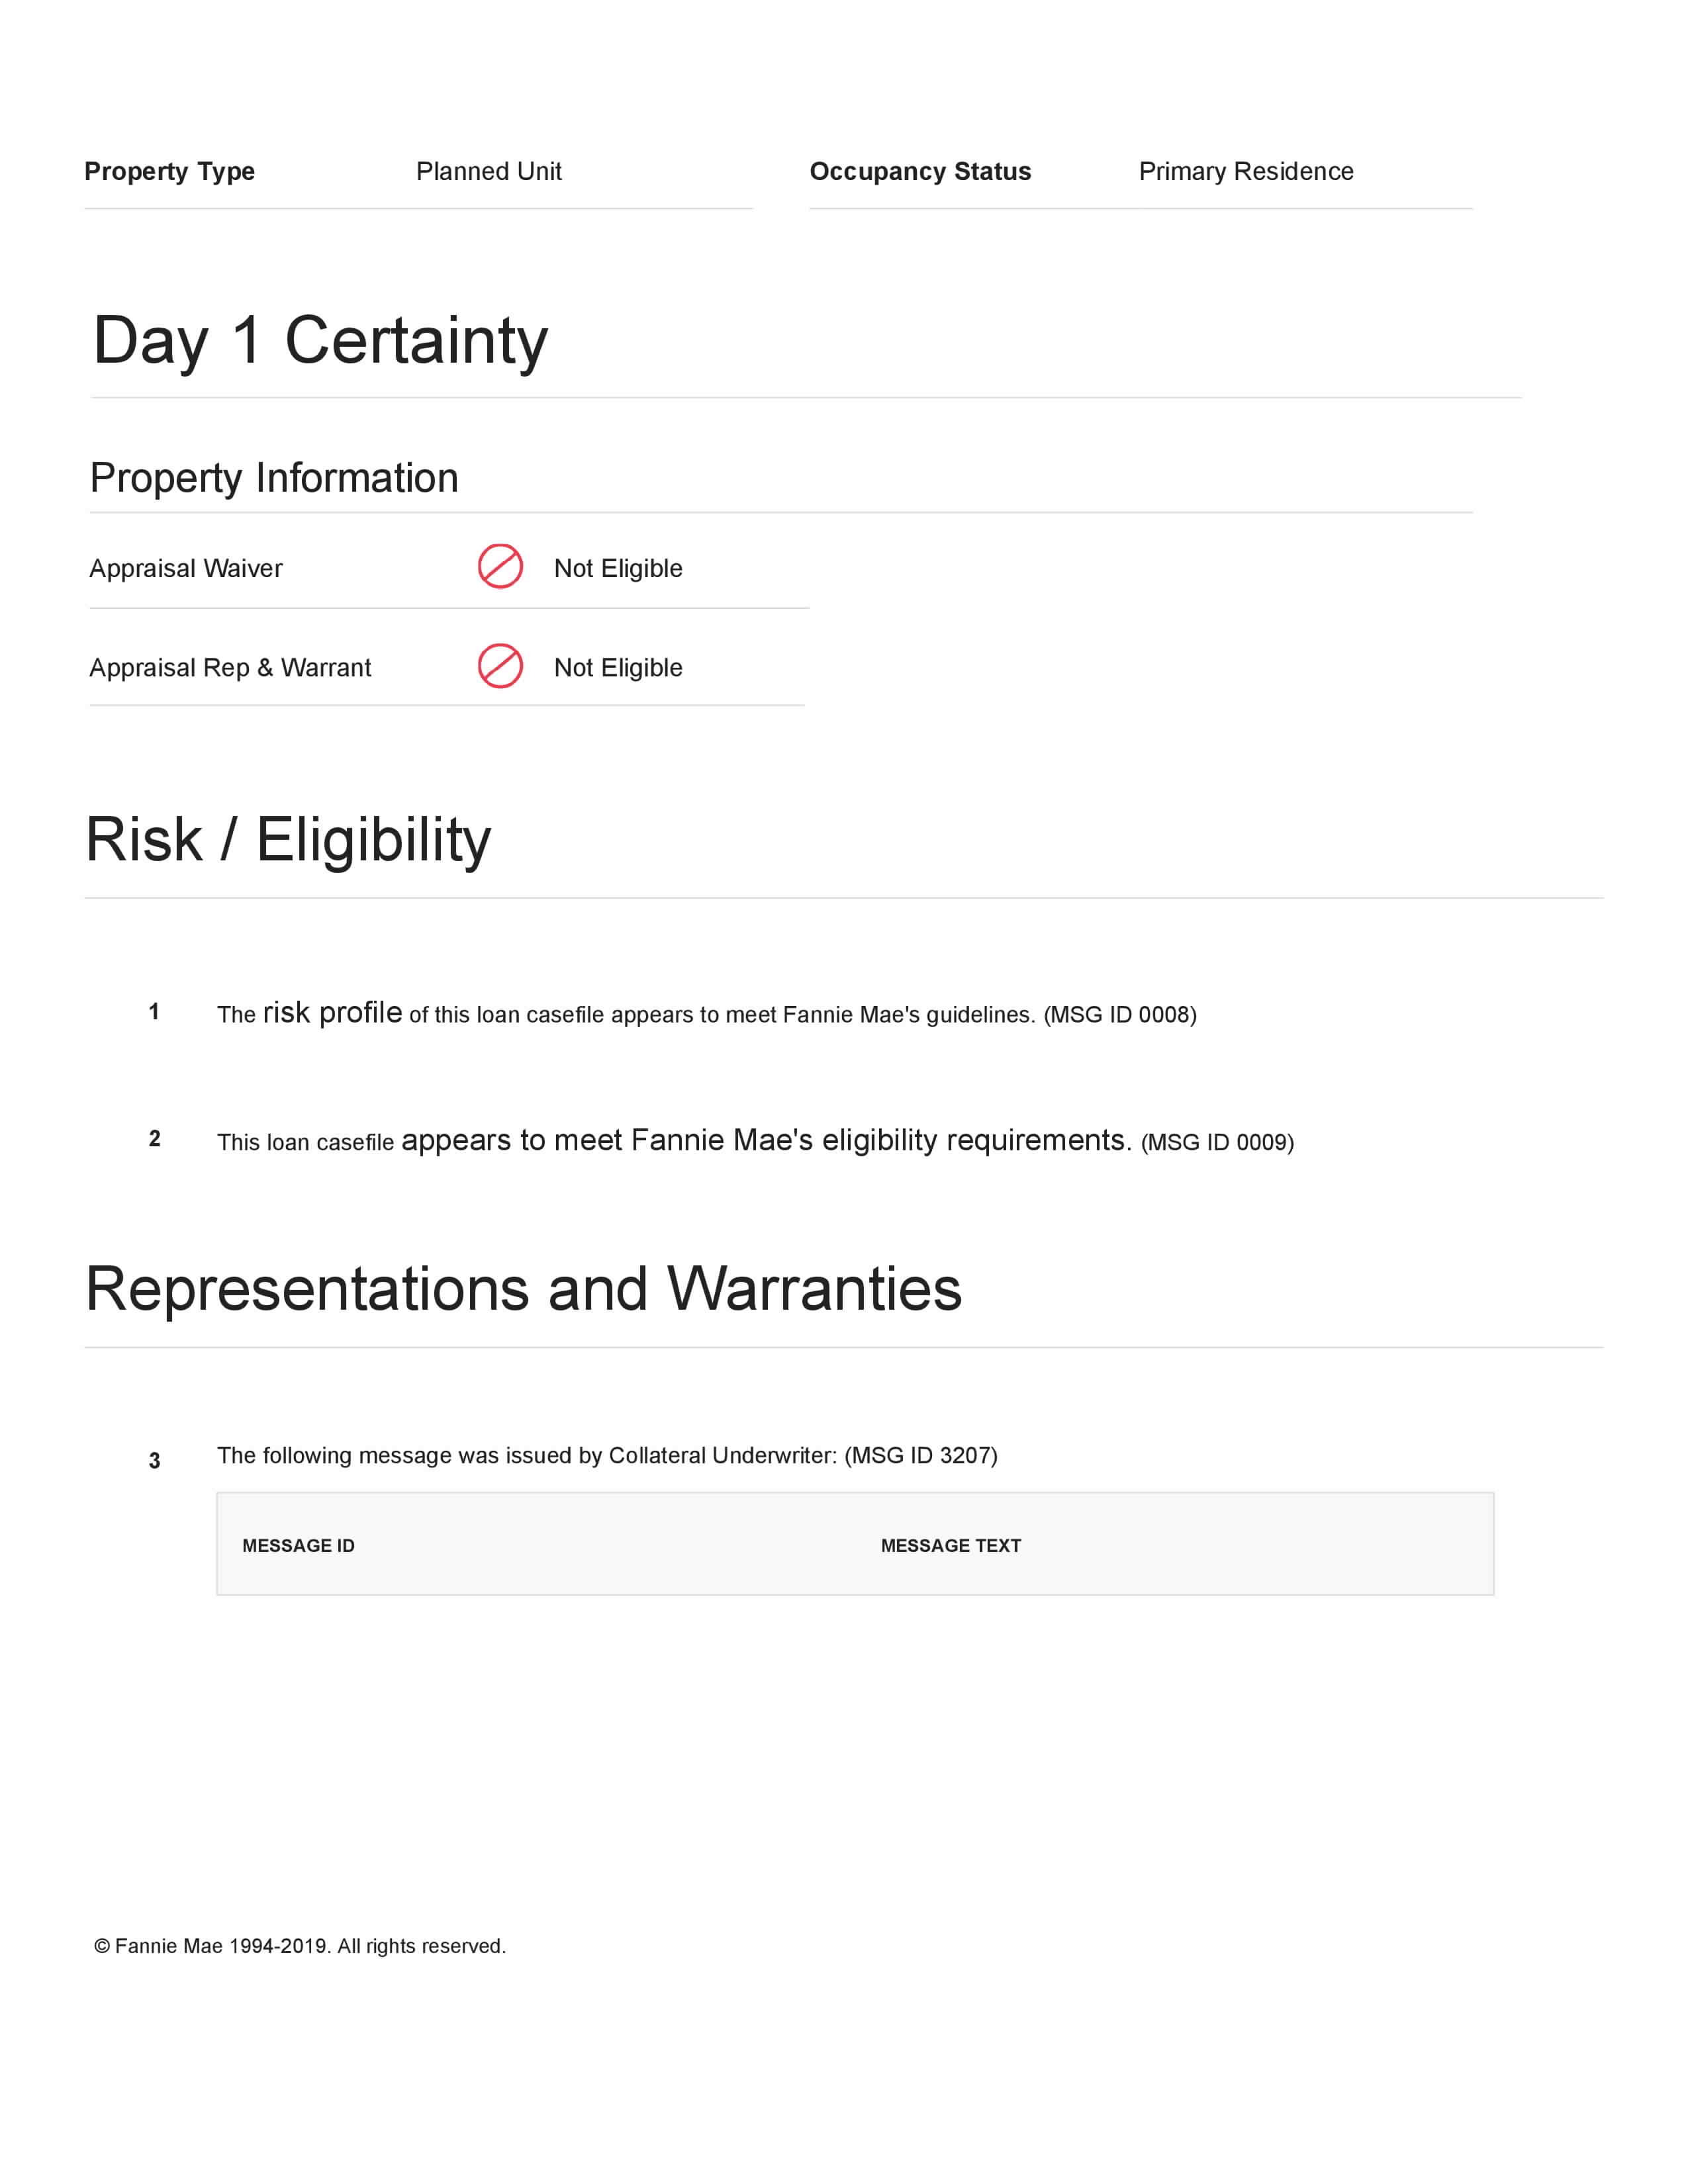 Property Type Planned Unit Occupancy Status Primary Residence
Day 1 Certainty
Property Information
Appraisal Waiver Not Eligible
Appraisal Rep & Warrant Not Eligible
Risk / Eligibility
1 The risk profile of this loan casefile appears to meet Fannie Mae's guidelines. (MSG ID 0008)
2 This loan casefile appears to meet Fannie Mae's eligibility requirements. (MSG ID 0009)
Representations and Warranties
3 The following message was issued by Collateral Underwriter: (MSG ID 3207)
MESSAGE ID MESSAGE TEXT
© Fannie Mae 1994-2019. All rights reserved.